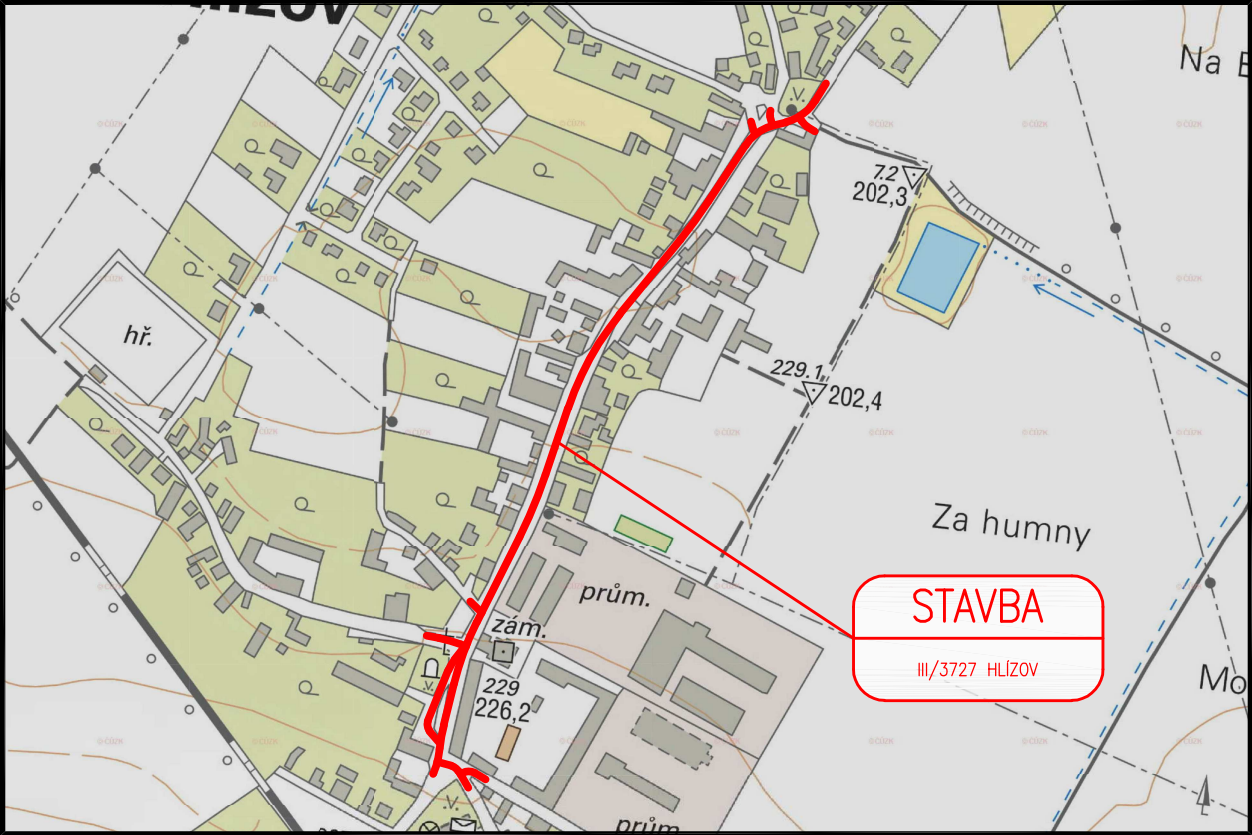 HLÍZOV
Na
7.2
202,3
hř.
229.1
202,4
Za humny
prům.
STAVBA
III/3727 HLÍZOV
zám.
229
226,2
Mo
prům.
©ČÚZK